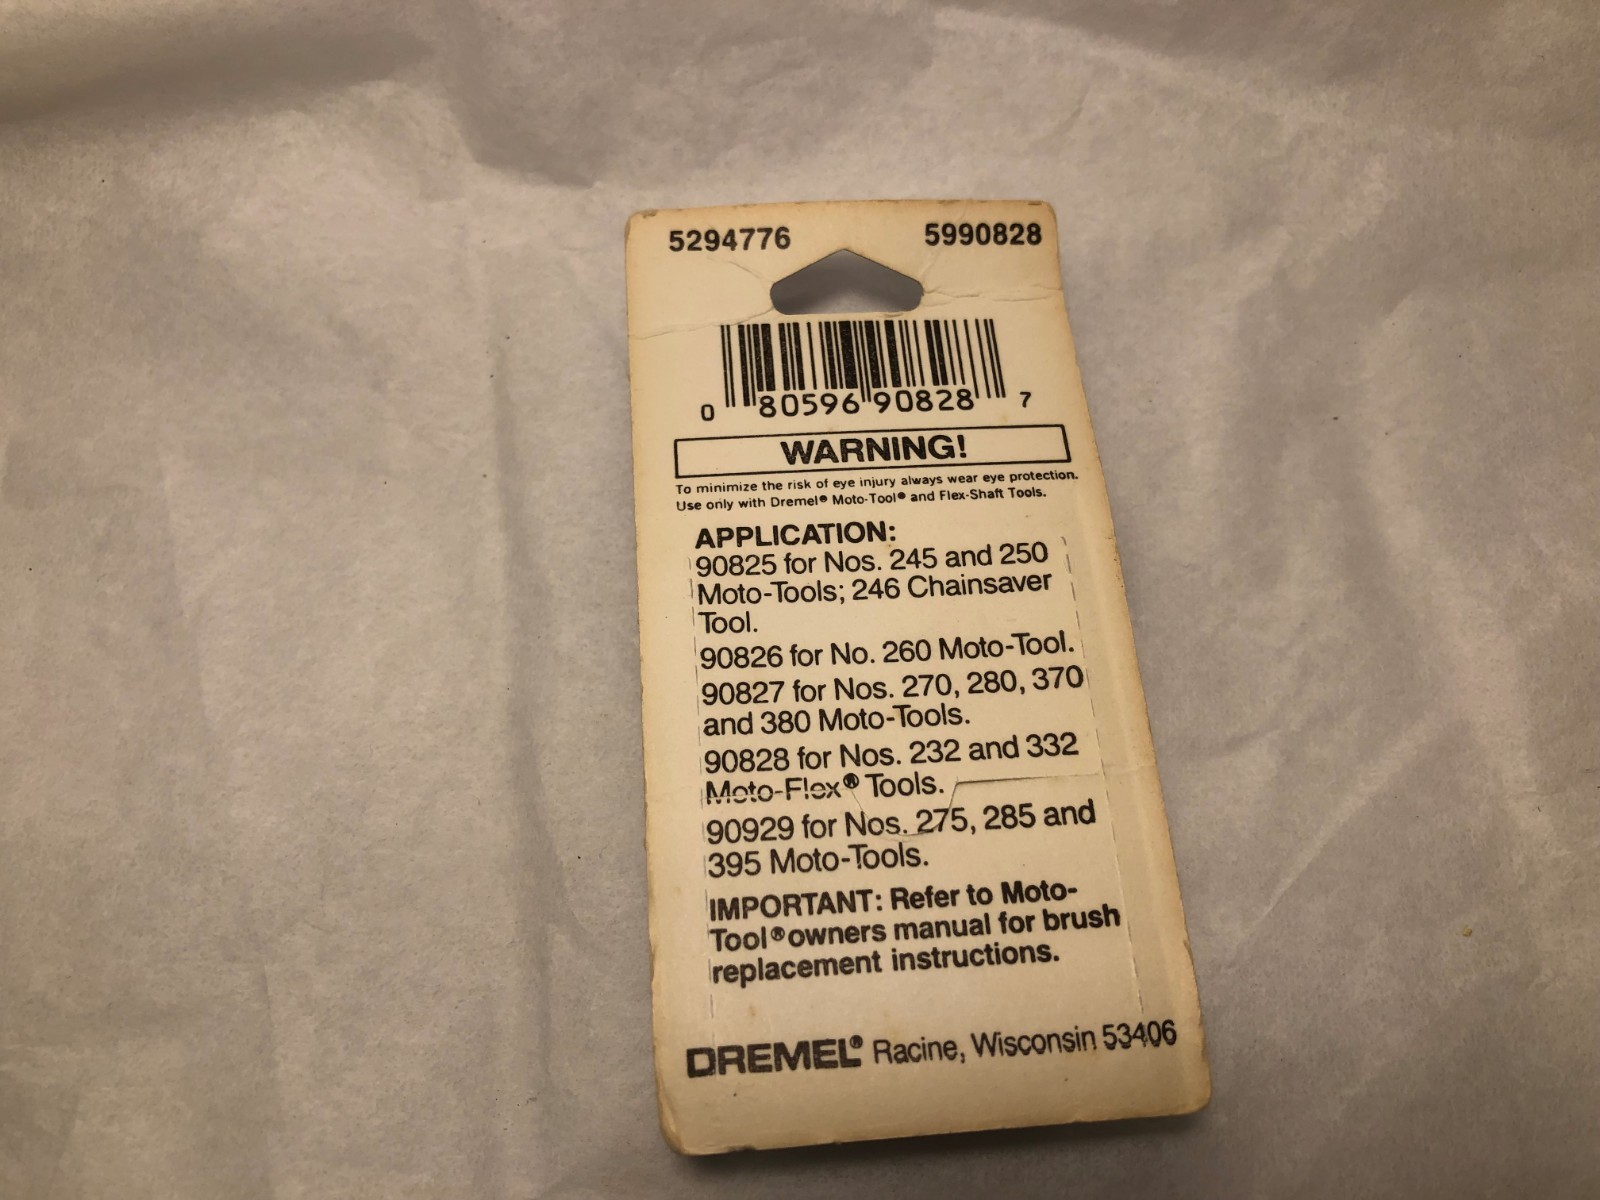 5294776 5990828
0 80596 90828 7
WARNING!
To minimize the risk of eye injury always wear eye protection.
Use only with Dremel® Moto-Tool® and Flex-Shaft Tools.
APPLICATION:
90825 for Nos. 245 and 250
Moto-Tools; 246 Chainsaver
Tool.
90826 for No. 260 Moto-Tool.
90827 for Nos. 270, 280, 370
and 380 Moto-Tools.
90828 for Nos. 232 and 332
Moto-Flex® Tools.
90929 for Nos. 275, 285 and
395 Moto-Tools.
IMPORTANT: Refer to Moto-
Tool® owners manual for brush
replacement instructions.
DREMEL® Racine, Wisconsin 53406